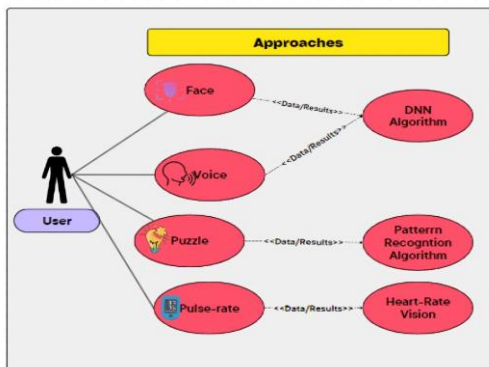 Approaches
Face
<<Data/Results>>
DNN
Algorithm
Voice
<<Data/Results>>
User
Puzzle
<<Data/Results>>
Patterrn
Recogntion
Algorithm
Pulse-rate
<<Data/Results>>
Heart-Rate
Vision